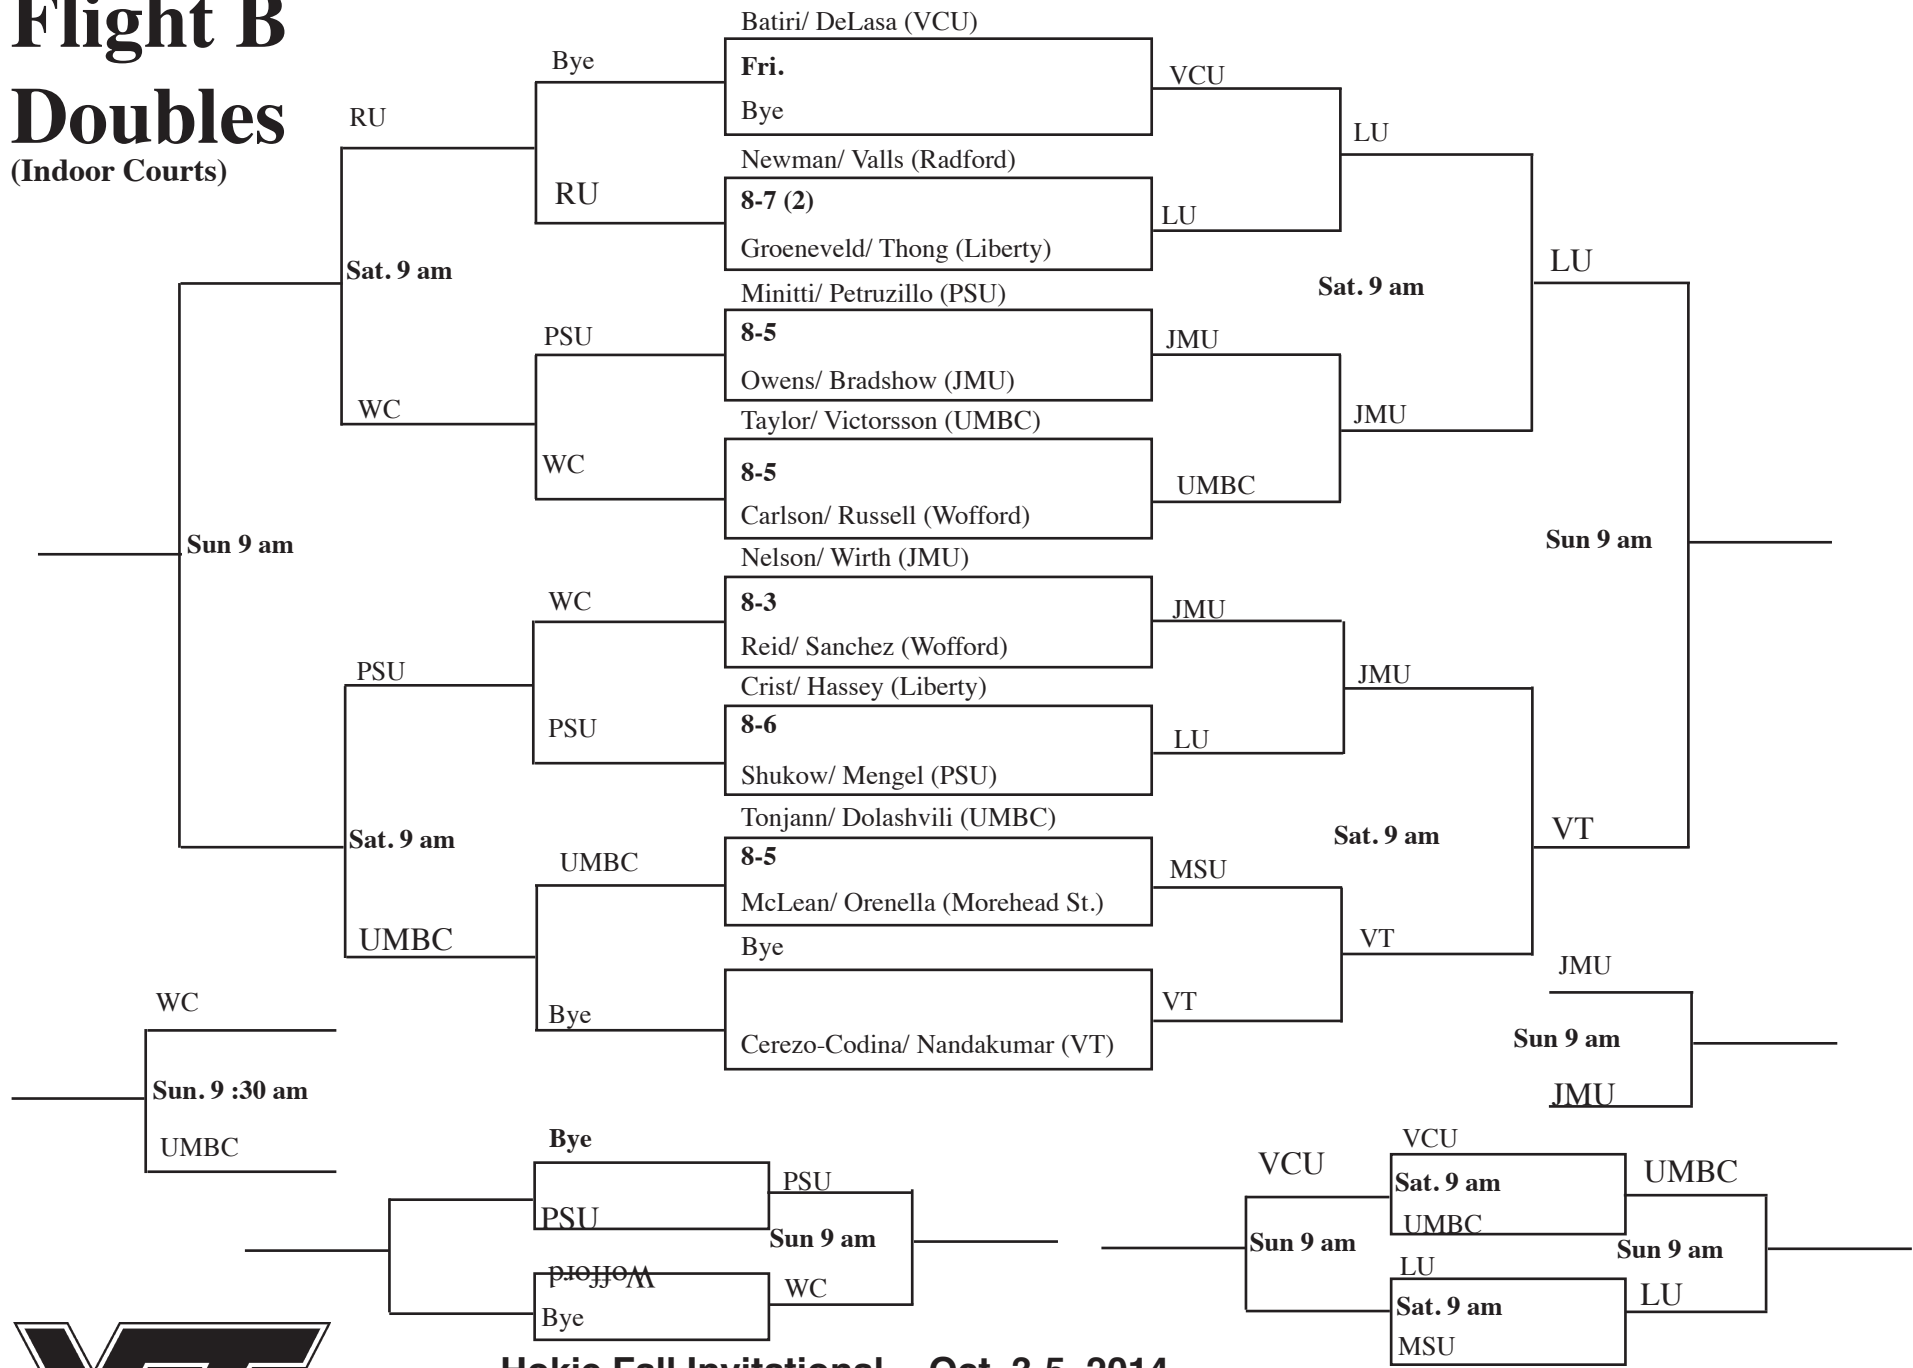 Flight B
Doubles
(Indoor Courts)
Batiri/ DeLasa (VCU)
Bye
Fri.
VCU
Bye
RU
LU
Newman/ Valls (Radford)
RU
8-7 (2)
LU
Groeneveld/ Thong (Liberty)
LU
Sat. 9 am
Sat. 9 am
Minitti/ Petruzillo (PSU)
PSU
8-5
JMU
Owens/ Bradshow (JMU)
WC
JMU
Taylor/ Victorsson (UMBC)
WC
8-5
UMBC
Carlson/ Russell (Wofford)
Sun 9 am
Sun 9 am
Nelson/ Wirth (JMU)
WC
8-3
JMU
Reid/ Sanchez (Wofford)
PSU
JMU
Crist/ Hassey (Liberty)
PSU
8-6
LU
Shukow/ Mengel (PSU)
Tonjann/ Dolashvili (UMBC)
VT
Sat. 9 am
Sat. 9 am
UMBC
8-5
MSU
McLean/ Orenella (Morehead St.)
UMBC
Bye
VT
JMU
WC
Bye
VT
Cerezo-Codina/ Nandakumar (VT)
Sun 9 am
Sun. 9 :30 am
JMU
UMBC
Bye
PSU
PSU
Sun 9 am
Wofford
WC
Bye
VCU
VCU
UMBC
Sat. 9 am
UMBC
Sun 9 am
Sun 9 am
LU
LU
Sat. 9 am
MSU
Hokie Fall Invitational – Oct. 3-5, 2014